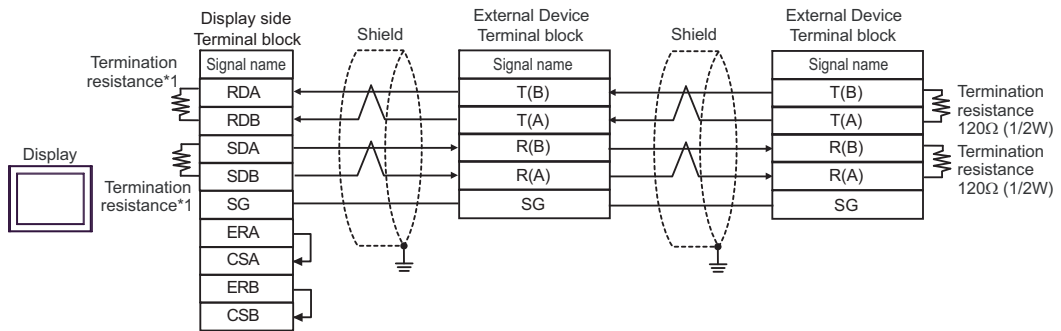 Display side
Terminal block
Shield
External Device
Terminal block
Shield
External Device
Terminal block
Termination
resistance*1
Signal name
Signal name
Signal name
RDA
T(B)
T(B)
Termination
resistance
120Ω (1/2W)
RDB
T(A)
T(A)
SDA
R(B)
R(B)
Termination
resistance
120Ω (1/2W)
Display
SDB
R(A)
R(A)
Termination
resistance*1
SG
SG
SG
ERA
CSA
ERB
CSB